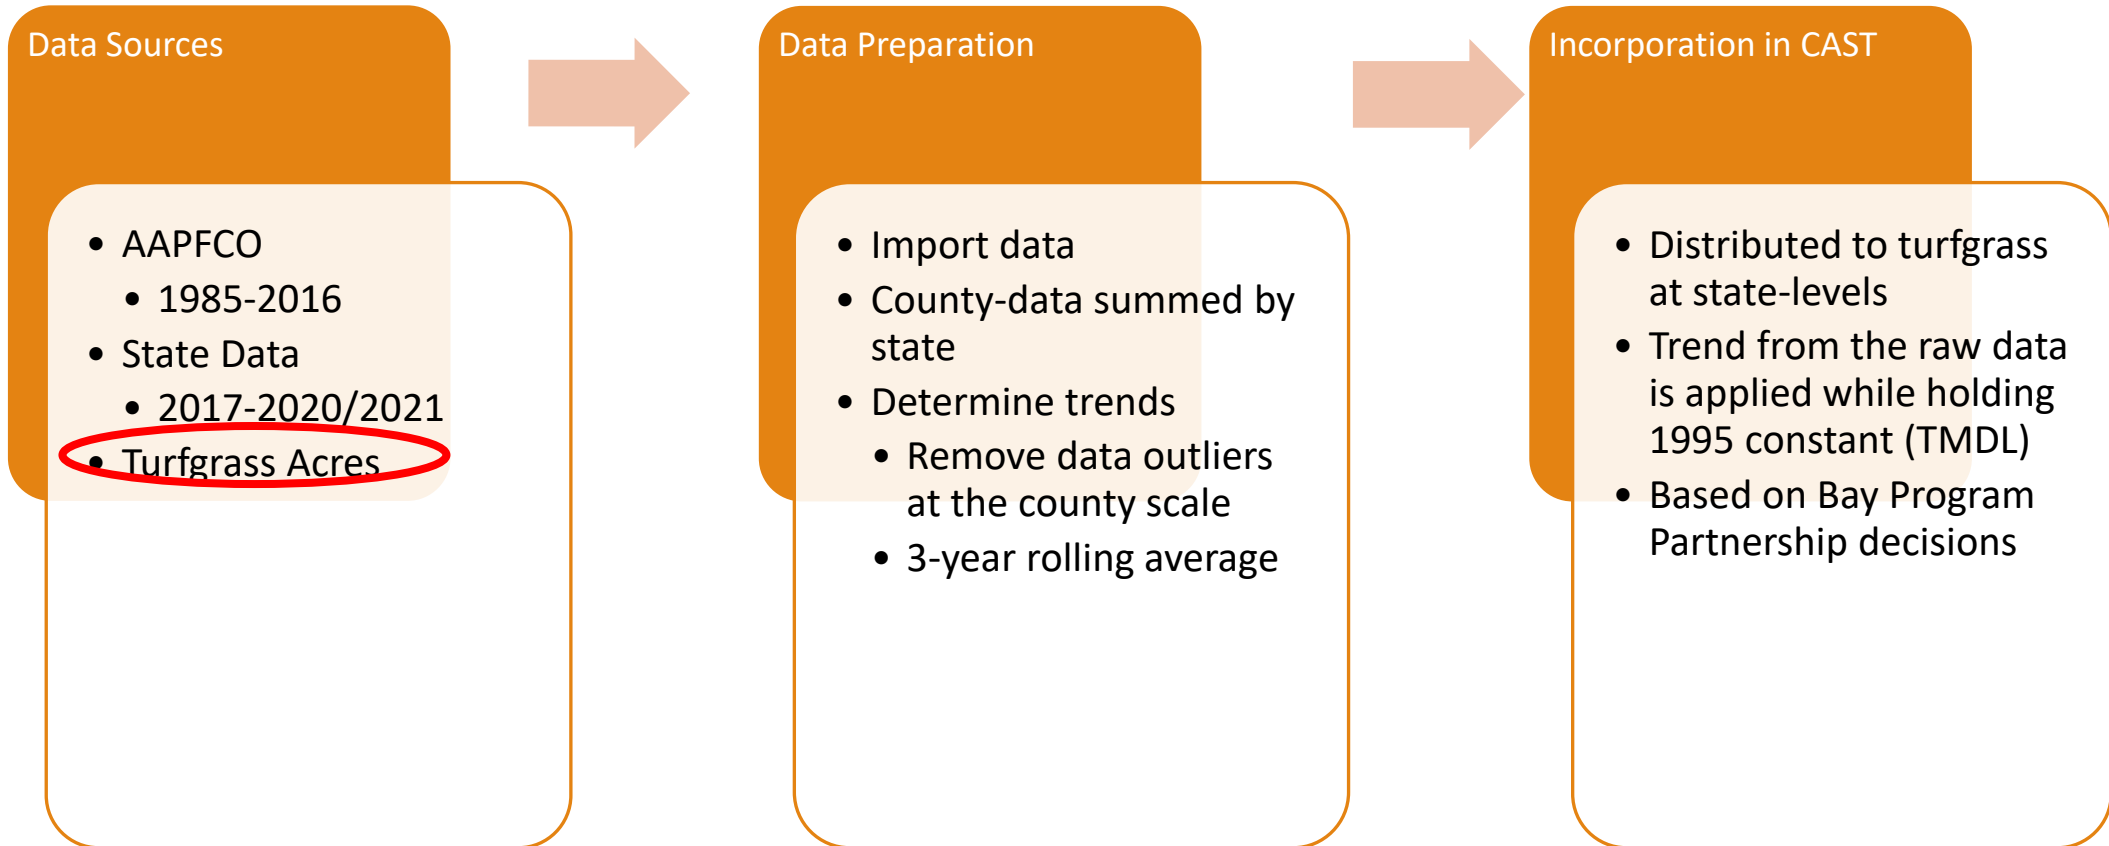 Data Sources
• AAPFCO
• 1985-2016
• State Data
• 2017-2020/2021
• Turfgrass Acres
Data Preparation
• Import data
• County-data summed by
state
• Determine trends
• Remove data outliers
at the county scale
• 3-year rolling average
Incorporation in CAST
• Distributed to turfgrass
at state-levels
• Trend from the raw data
is applied while holding
1995 constant (TMDL)
• Based on Bay Program
Partnership decisions